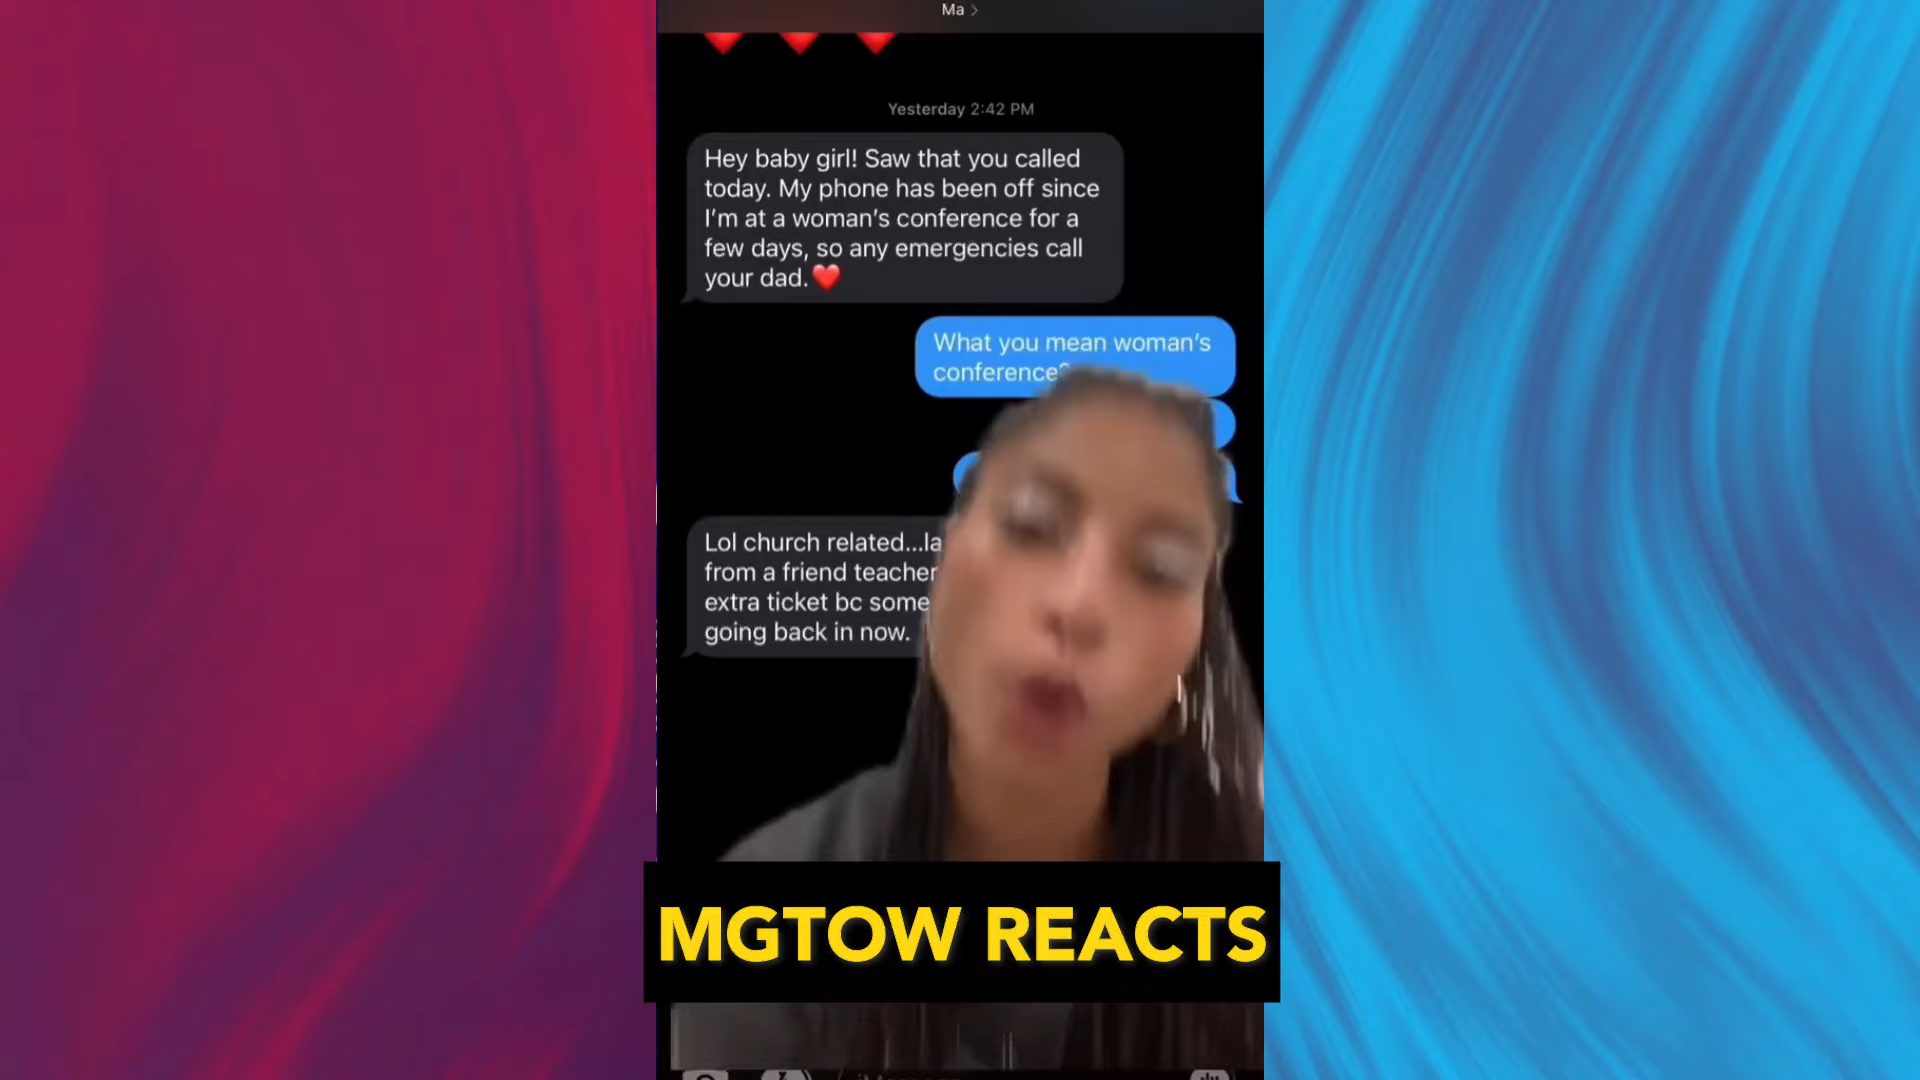 Ma
Yesterday 2:42 PM
Hey baby girl! Saw that you called
today. My phone has been off since
I'm at a woman's conference for a
few days, so any emergencies call
your dad.❤️
What you mean woman's
conference?
Lol church related...la
from a friend teacher
extra ticket bc some
going back in now.
MGTOW REACTS